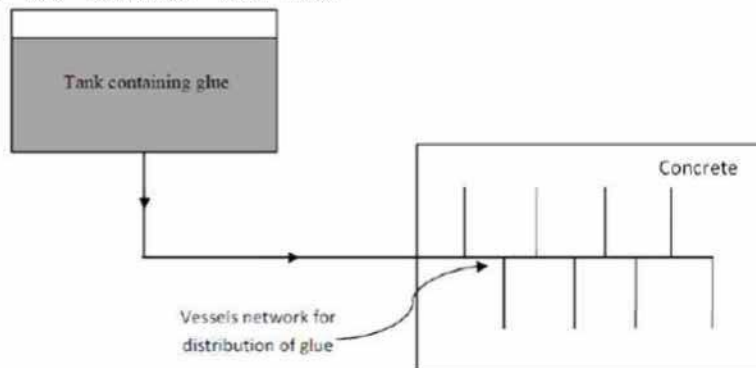 Tank containing glue
Concrete
Vessels network for
distribution of glue